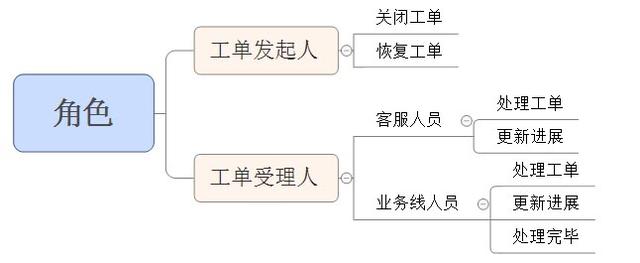 角色
工单发起人
关闭工单
恢复工单
工单受理人
客服人员
处理工单
更新进展
业务线人员
处理工单
更新进展
处理完毕